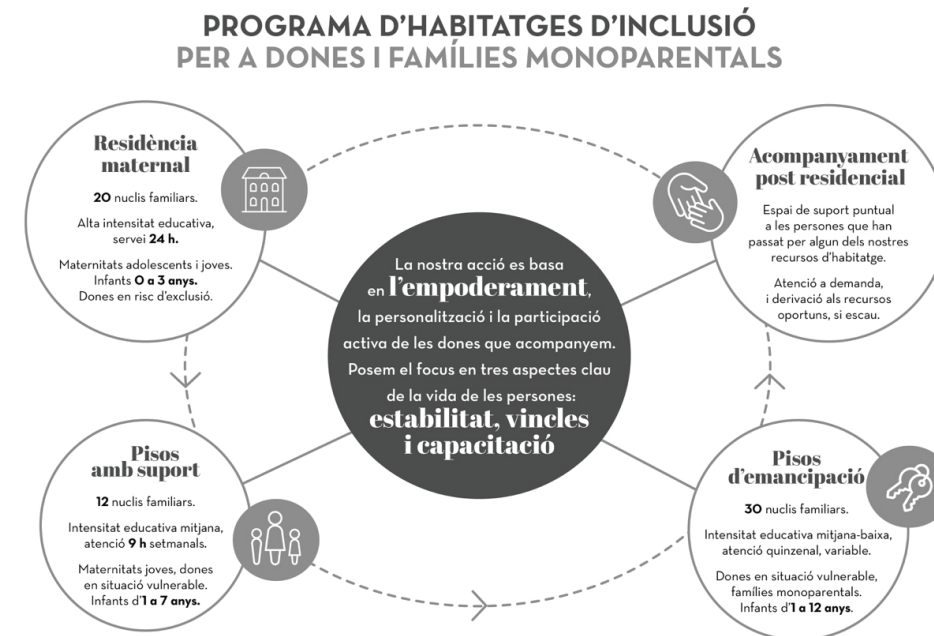 PROGRAMA D'HABITATGES D'INCLUSIÓ
PER A DONES I FAMÍLIES MONOPARENTALS
Residència
maternal
20 nuclis familiars.
Alta intensitat educativa,
servei 24 h.
Maternitats adolescents i joves.
Infants 0 a 3 anys.
Dones en risc d'exclusió.
Acompanyament
post residencial
Espai de suport puntual
a les persones que han
passat per algun dels nostres
recursos d'habitatge.
Atenció a demanda,
i derivació als recursos
oportuns, si escau.
La nostra acció es basa
en l'empoderament,
la personalització i la participació
activa de les dones que acompanyem.
Posem el focus en tres aspectes clau
de la vida de les persones:
estabilitat, vincles
i capacitació
Pisos
amb suport
12 nuclis familiars.
Intensitat educativa mitjana,
atenció 9 h setmanals.
Maternitats joves, dones
en situació vulnerable.
Infants d'1 a 7 anys.
Pisos
d'emancipació
30 nuclis familiars.
Intensitat educativa mitjana-baixa,
atenció quinzenal, variable.
Dones en situació vulnerable,
famílies monoparentals.
Infants d'1 a 12 anys.